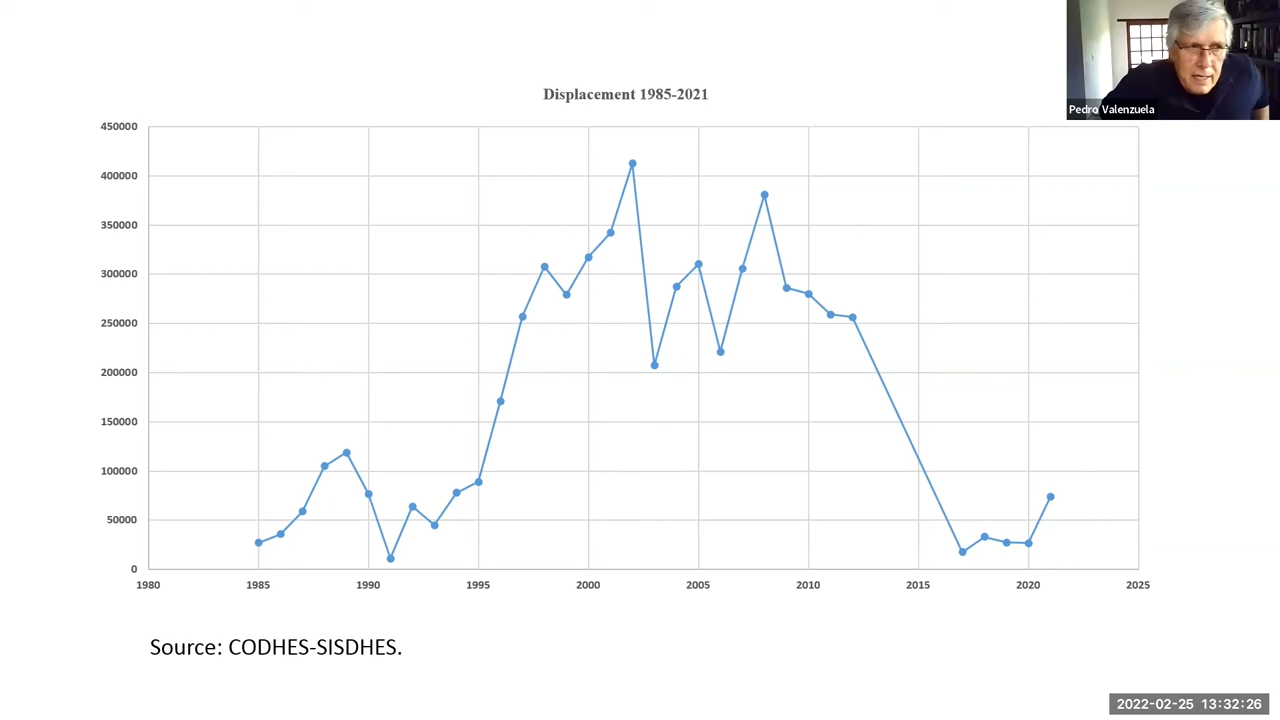 Pedro Valenzuela
Displacement 1985-2021
450000
400000
350000
300000
250000
200000
150000
100000
50000
0
1980 1985 1990 1995 2000 2005 2010 2015 2020 2025
Source: CODHES-SISDHES.
2022-02-25 13:32:26